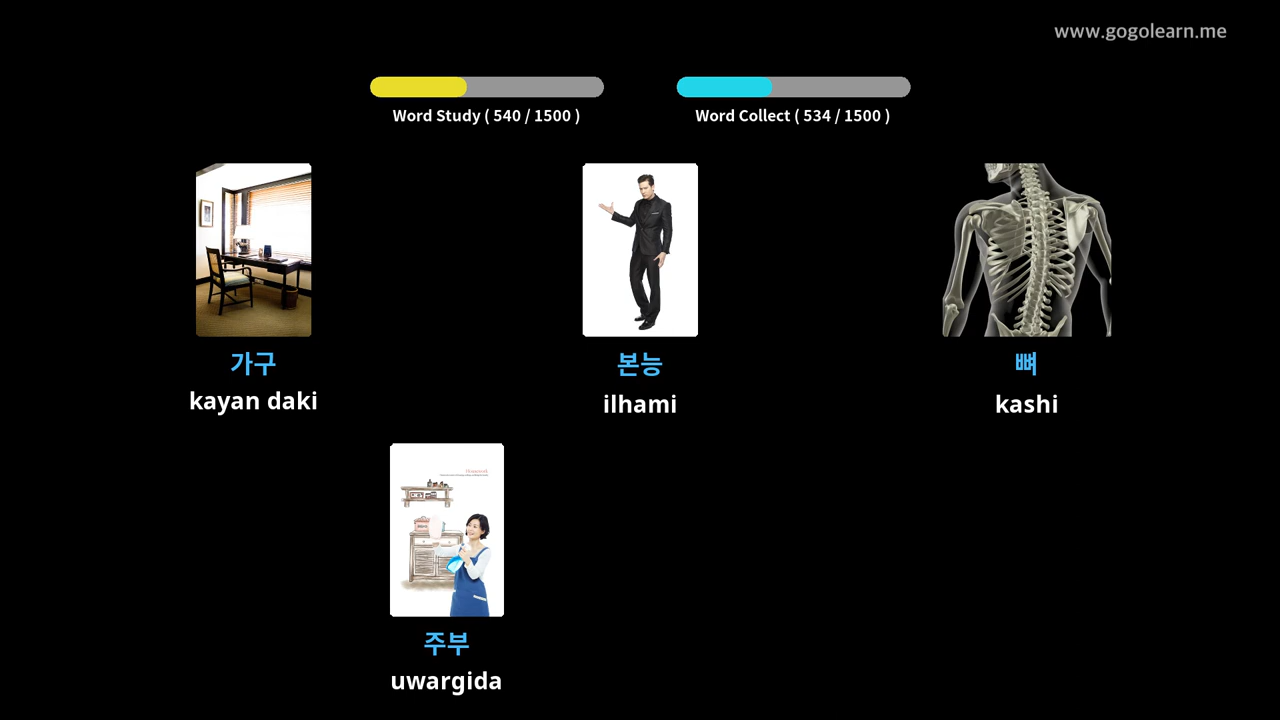 www.gogolearn.me
Word Study ( 540 / 1500 )
Word Collect ( 534 / 1500 )
가구
본능
뼈
kayan daki
ilhami
kashi
주부
uwargida